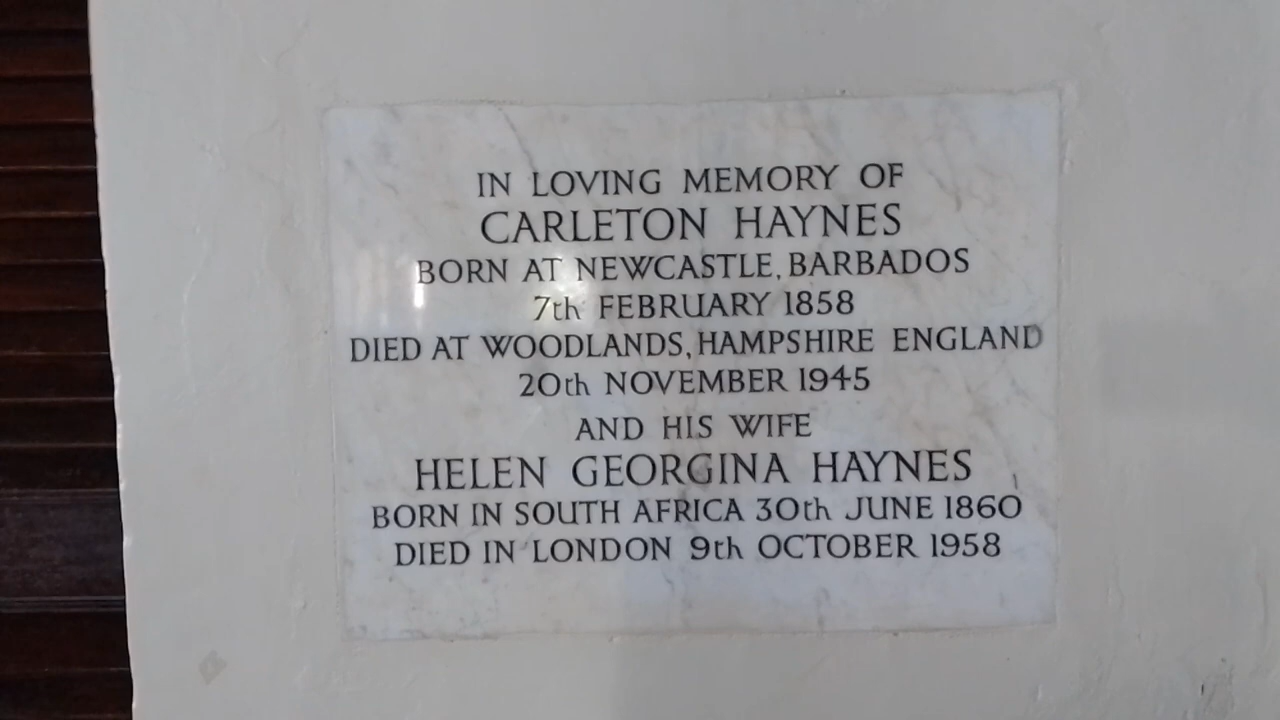 IN LOVING MEMORY OF
CARLETON HAYNES
BORN AT NEWCASTLE, BARBADOS
7th FEBRUARY 1858
DIED AT WOODLANDS, HAMPSHIRE ENGLAND
20th NOVEMBER 1945
AND HIS WIFE
HELEN GEORGINA HAYNES
BORN IN SOUTH AFRICA 30th JUNE 1860
DIED IN LONDON 9th OCTOBER 1958